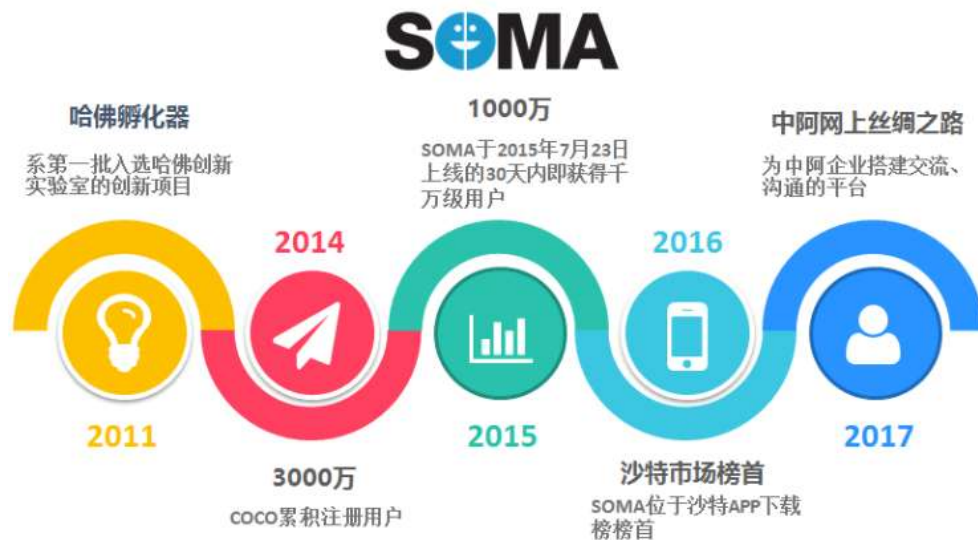 SOMA
哈佛孵化器
系第一批入选哈佛创新
实验室的创新项目
2011
2014
3000万
COCO累积注册用户
1000万
SOMA于2015年7月23日
上线的30天内即获得千
万级用户
2015
2016
沙特市场榜首
SOMA位于沙特APP下载
榜榜首
中阿网上丝绸之路
为中阿企业搭建交流、
沟通的平台
2017